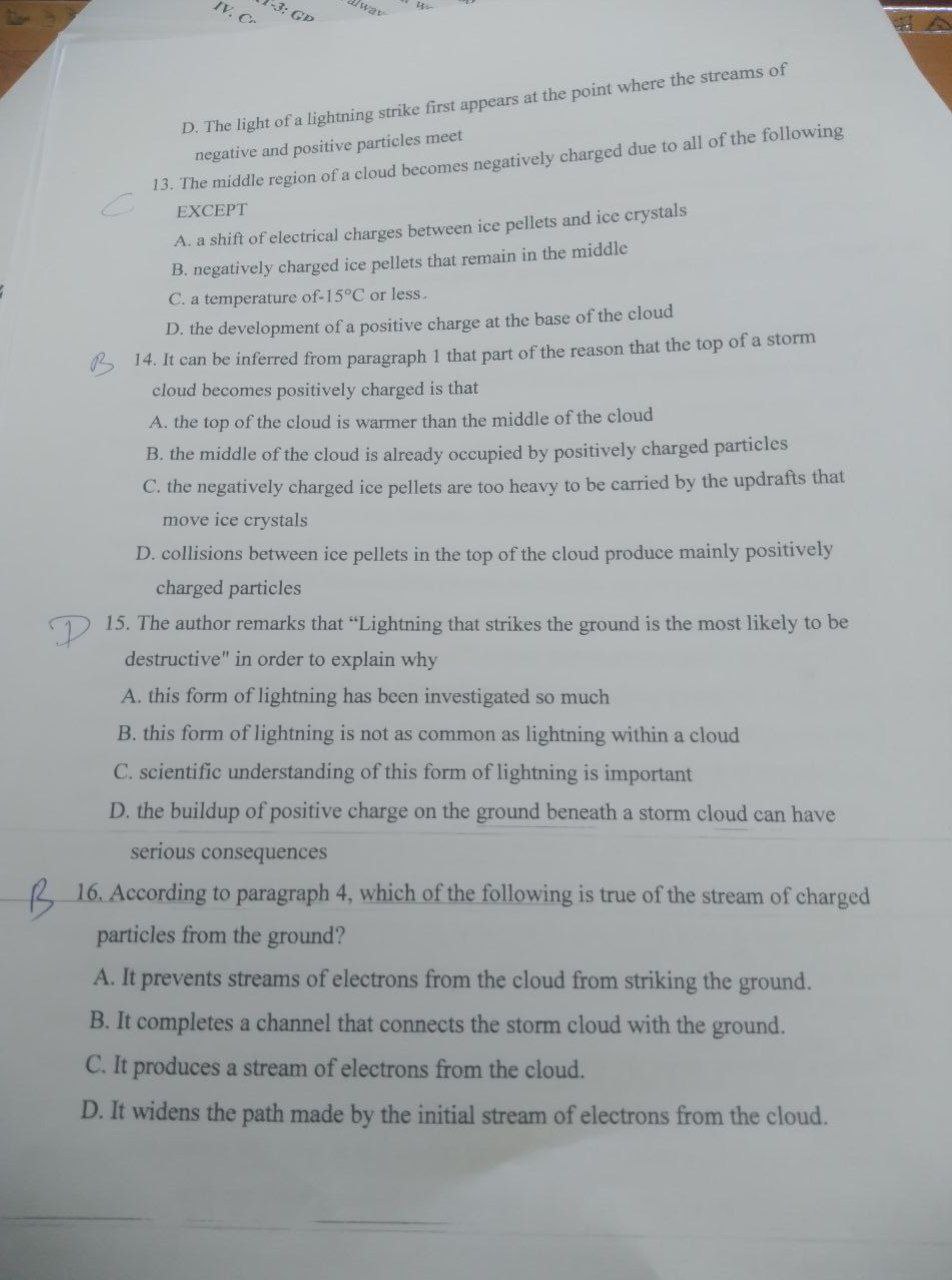 IV. C
-3: GD
D. The light of a lightning strike first appears at the point where the streams of
negative and positive particles meet
C 13. The middle region of a cloud becomes negatively charged due to all of the following
EXCEPT
A. a shift of electrical charges between ice pellets and ice crystals
B. negatively charged ice pellets that remain in the middle
C. a temperature of-15°C or less.
D. the development of a positive charge at the base of the cloud
B 14. It can be inferred from paragraph 1 that part of the reason that the top of a storm
cloud becomes positively charged is that
A. the top of the cloud is warmer than the middle of the cloud
B. the middle of the cloud is already occupied by positively charged particles
C. the negatively charged ice pellets are too heavy to be carried by the updrafts that
move ice crystals
D. collisions between ice pellets in the top of the cloud produce mainly positively
charged particles
D 15. The author remarks that “Lightning that strikes the ground is the most likely to be
destructive" in order to explain why
A. this form of lightning has been investigated so much
B. this form of lightning is not as common as lightning within a cloud
C. scientific understanding of this form of lightning is important
D. the buildup of positive charge on the ground beneath a storm cloud can have
serious consequences
B 16. According to paragraph 4, which of the following is true of the stream of charged
particles from the ground?
A. It prevents streams of electrons from the cloud from striking the ground.
B. It completes a channel that connects the storm cloud with the ground.
C. It produces a stream of electrons from the cloud.
D. It widens the path made by the initial stream of electrons from the cloud.